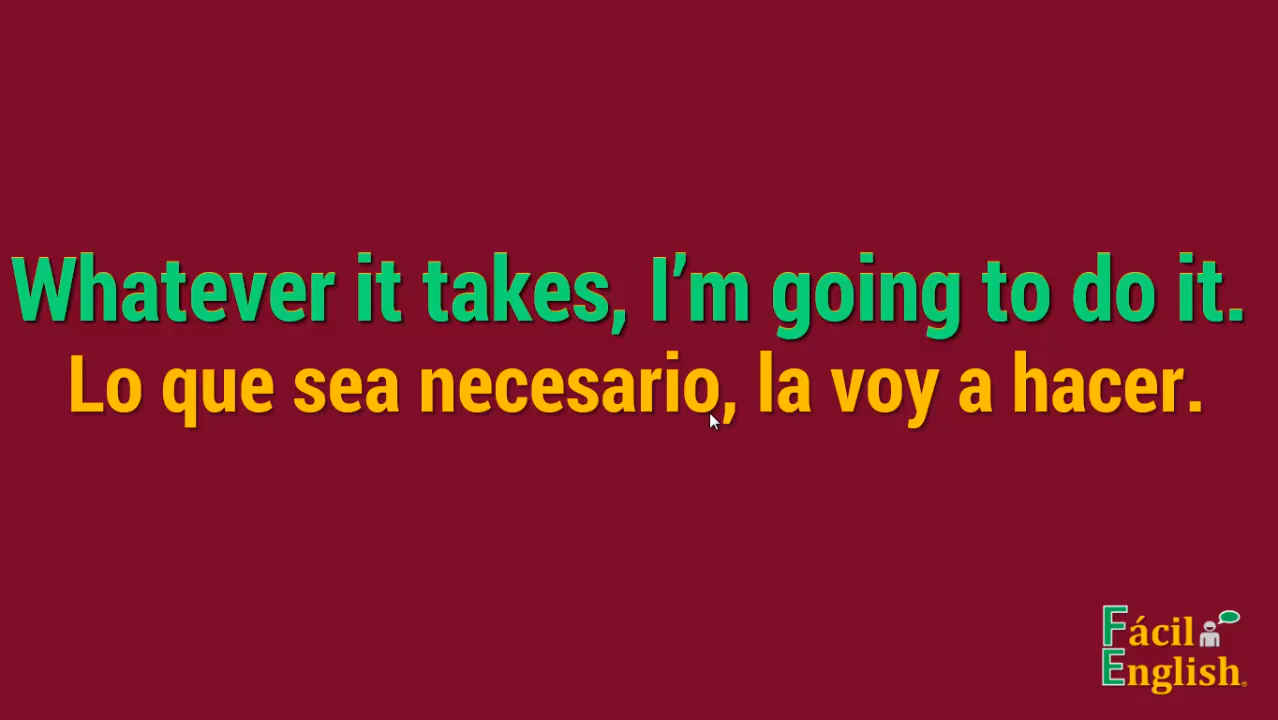 Whatever it takes, I’m going to do it.
Lo que sea necesario, la voy a hacer.
Fácil
English®